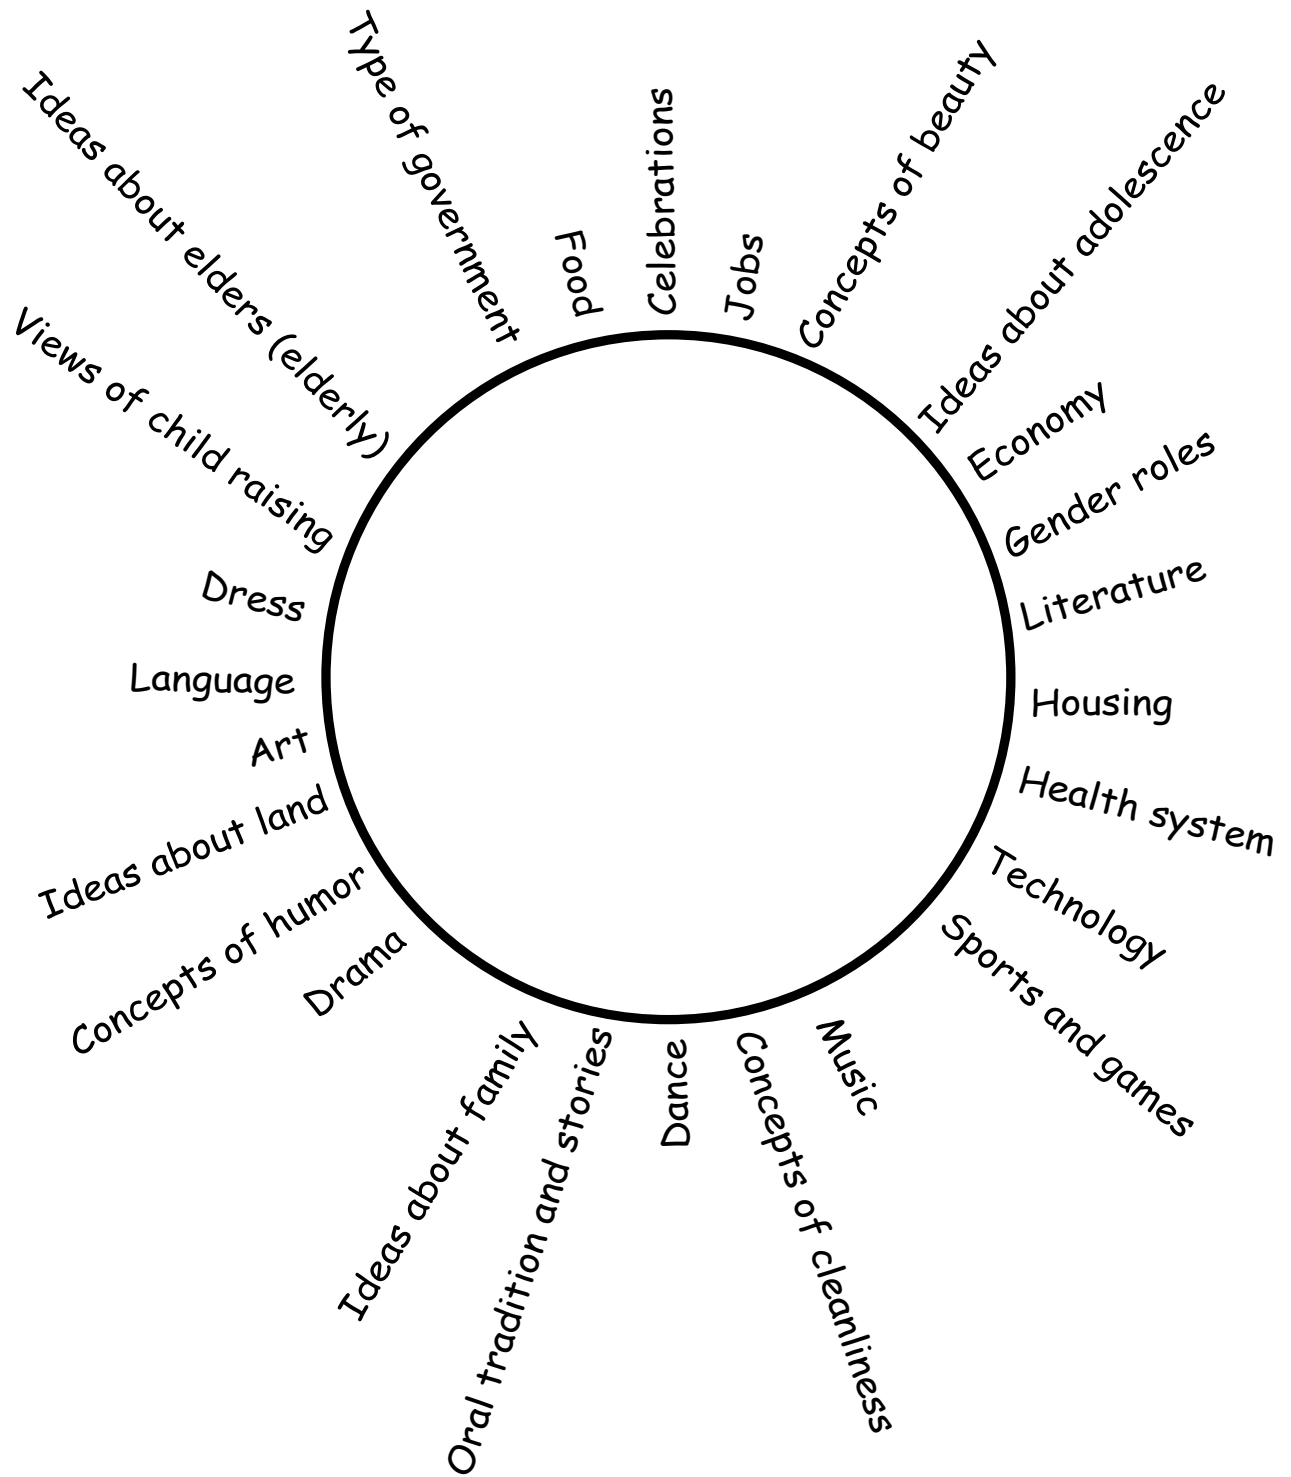 Celebrations
Jobs
Concepts of beauty
Ideas about adolescence
Economy
Gender roles
Literature
Housing
Health system
Technology
Sports and games
Music
Concepts of cleanliness
Dance
Oral tradition and stories
Ideas about family
Drama
Concepts of humor
Ideas about land
Art
Language
Dress
Views of child raising
Ideas about elders (elderly)
Type of government
Food